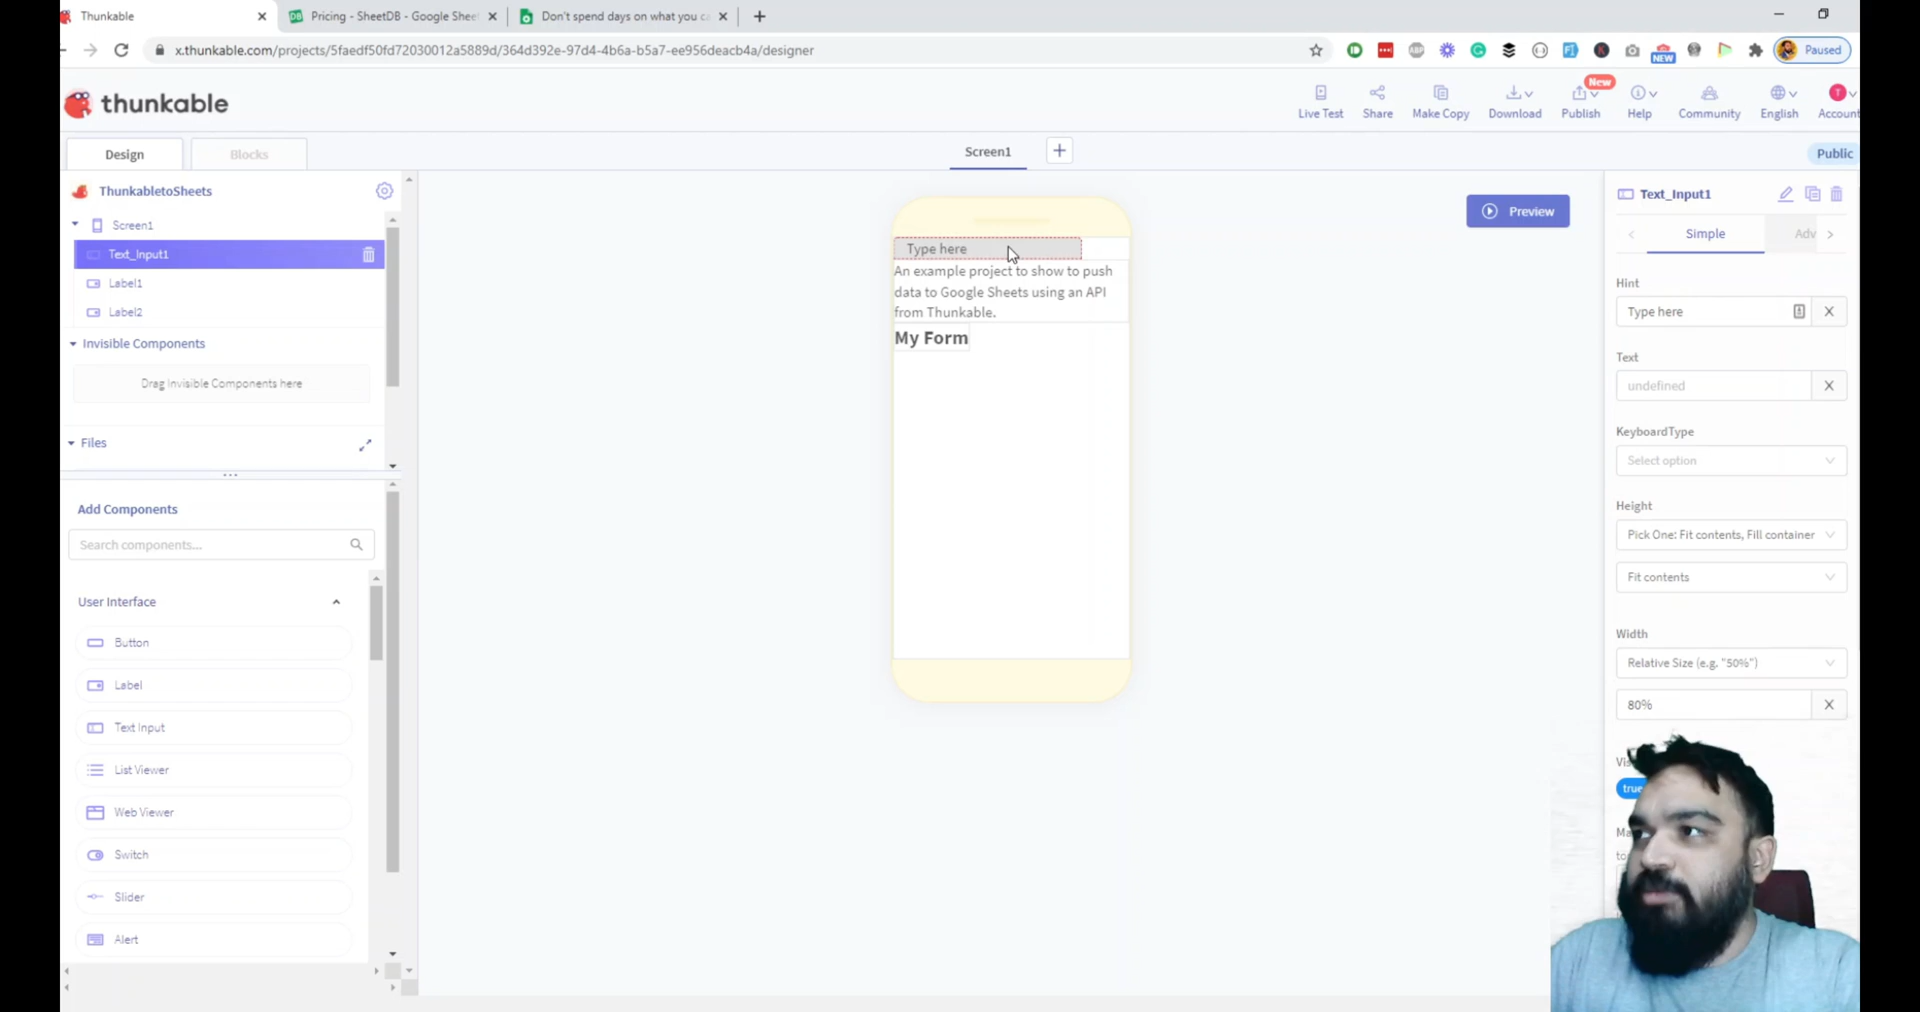 Thunkable
Pricing - SheetDB - Google Shee
Don't spend days on what you c
x.thunkable.com/projects/5faedf50fd72030012a5889d/364d392e-97d4-4b6a-b5a7-ee956deacb4a/designer
ABP
NEW
Paused
thunkable
Live Test
Share
Make Copy
Download
New
Publish
Help
Community
English
T
Account
Design
Blocks
Screen1
Public
ThunkabletoSheets
Screen1
Text_Input1
Label1
Label2
Invisible Components
Drag Invisible Components here
Files
Add Components
Search components...
User Interface
Button
Label
Text Input
List Viewer
Web Viewer
Switch
Slider
Alert
Type here
An example project to show to push
data to Google Sheets using an API
from Thunkable.
My Form
Preview
Text_Input1
Simple
Adv
Hint
Type here
X
Text
undefined
X
KeyboardType
Select option
Height
Pick One: Fit contents, Fill container
Fit contents
Width
Relative Size (e.g. "50%")
80%
X
Vis
true
Ma
to